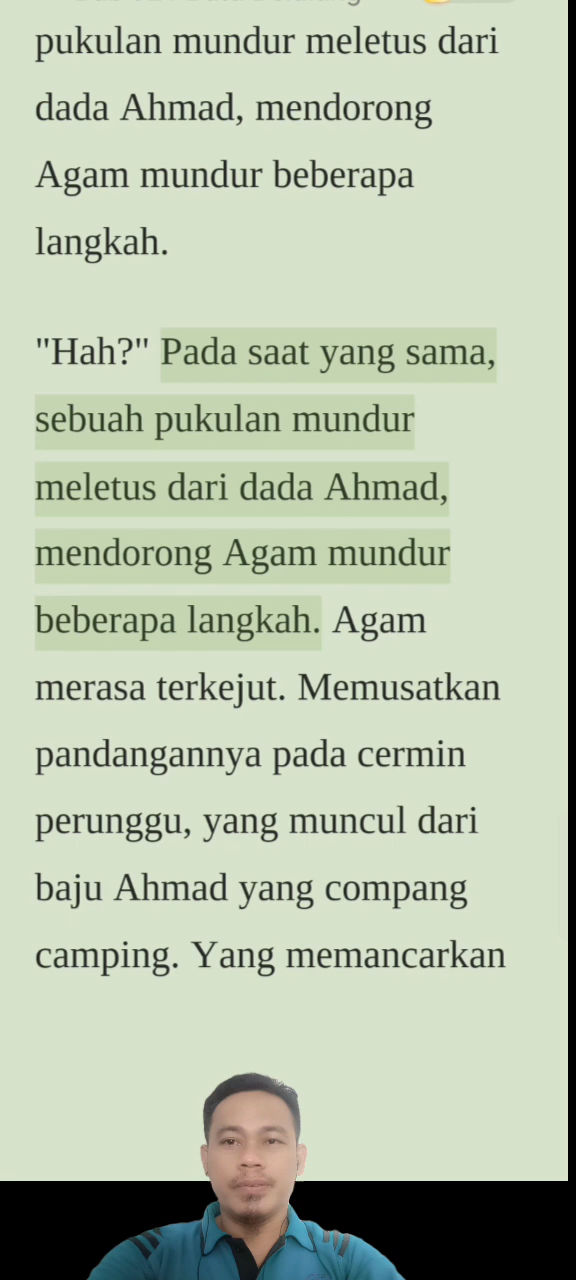 pukulan mundur meletus dari
dada Ahmad, mendorong
Agam mundur beberapa
langkah.
"Hah?" Pada saat yang sama,
sebuah pukulan mundur
meletus dari dada Ahmad,
mendorong Agam mundur
beberapa langkah. Agam
merasa terkejut. Memusatkan
pandangannya pada cermin
perunggu, yang muncul dari
baju Ahmad yang compang
camping. Yang memancarkan